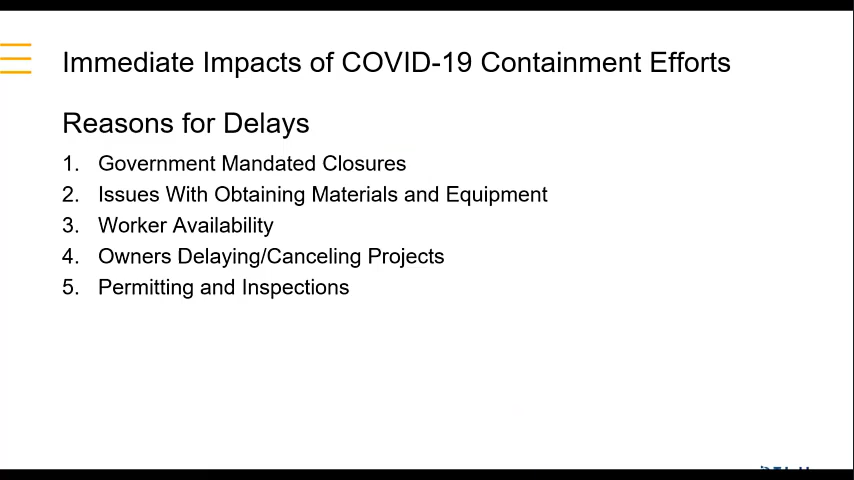 Immediate Impacts of COVID-19 Containment Efforts
Reasons for Delays
1. Government Mandated Closures
2. Issues With Obtaining Materials and Equipment
3. Worker Availability
4. Owners Delaying/Canceling Projects
5. Permitting and Inspections